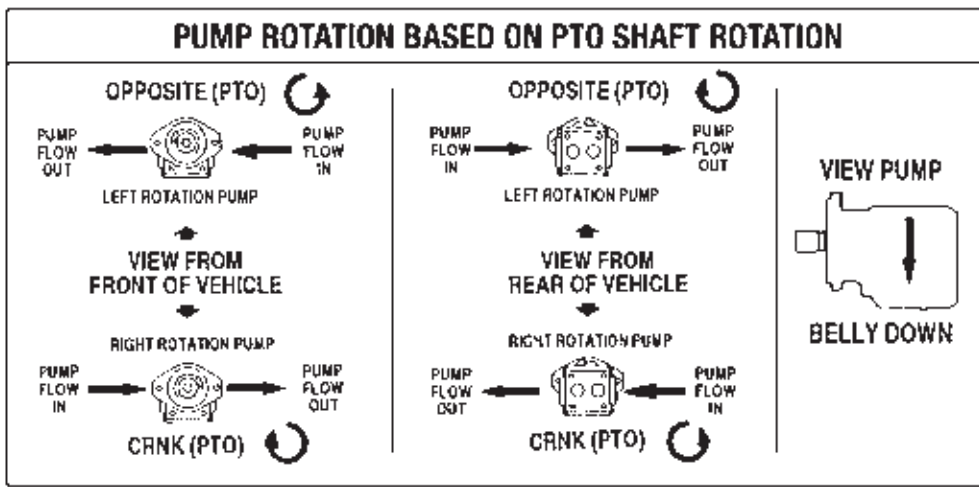 PUMP ROTATION BASED ON PTO SHAFT ROTATION
OPPOSITE (PTO)
PUMP
FLOW
OUT
PUMP
FLOW
IN
LEFT ROTATION PUMP
VIEW FROM
FRONT OF VEHICLE
RIGHT ROTATION PUMP
PUMP
FLOW
IN
PUMP
FLOW
OUT
CRNK (PTO)
OPPOSITE (PTO)
PUMP
FLOW
IN
PUMP
FLOW
OUT
LEFT ROTATION PUMP
VIEW FROM
REAR OF VEHICLE
RIGHT ROTATION PUMP
PUMP
FLOW
OUT
PUMP
FLOW
IN
CRNK (PTO)
VIEW PUMP
BELLY DOWN